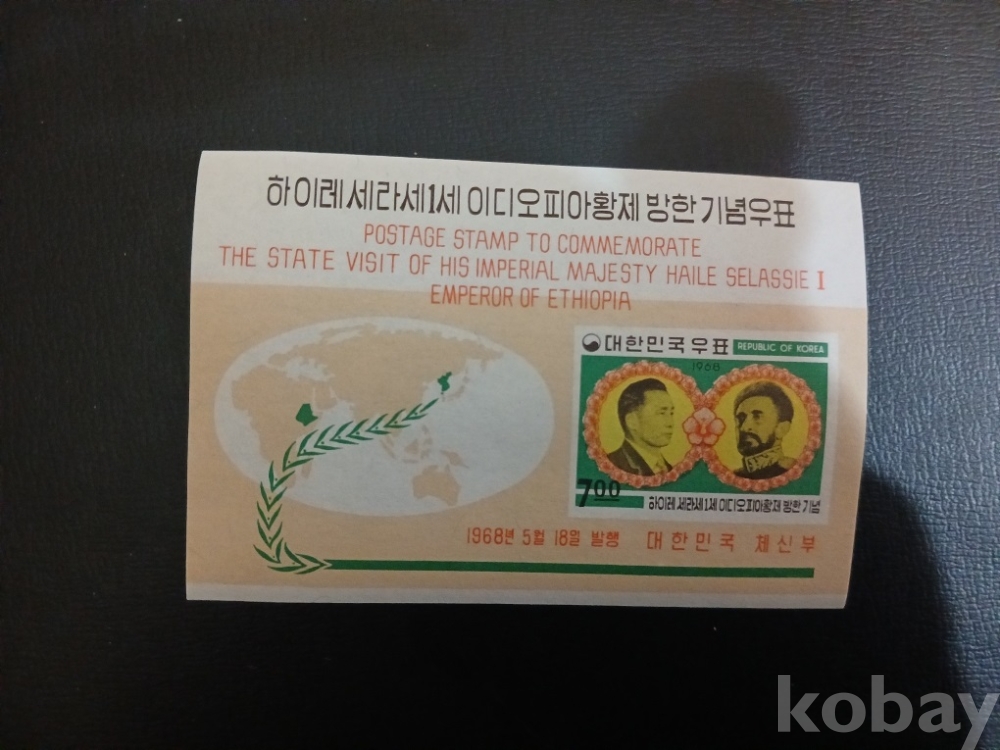 하이레 세라세1세 이디오피아황제 방한기념우표
POSTAGE STAMP TO COMMEMORATE
THE STATE VISIT OF HIS IMPERIAL MAJESTY HAILE SELASSIE I
EMPEROR OF ETHIOPIA
대한민국우표 REPUBLIC OF KOREA
1968
7.00
하이레 세라세1세 이디오피아황제 방한기념
1968년 5월 18일 발행 대한민국 체신부
kobay